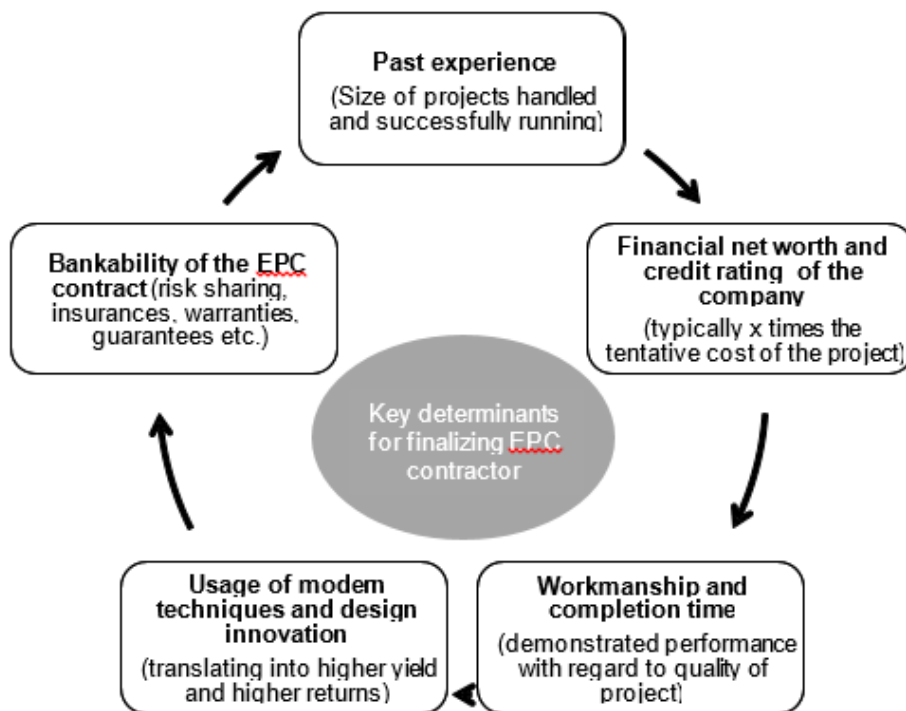 Past experience
(Size of projects handled
and successfully running)
Financial net worth and
credit rating of the
company
(typically x times the
tentative cost of the project)
Workmanship and
completion time
(demonstrated performance
with regard to quality of
project)
Usage of modern
techniques and design
innovation
(translating into higher yield
and higher returns)
Bankability of the EPC
contract (risk sharing,
insurances, warranties,
guarantees etc.)
Key determinants
for finalizing EPC
contractor